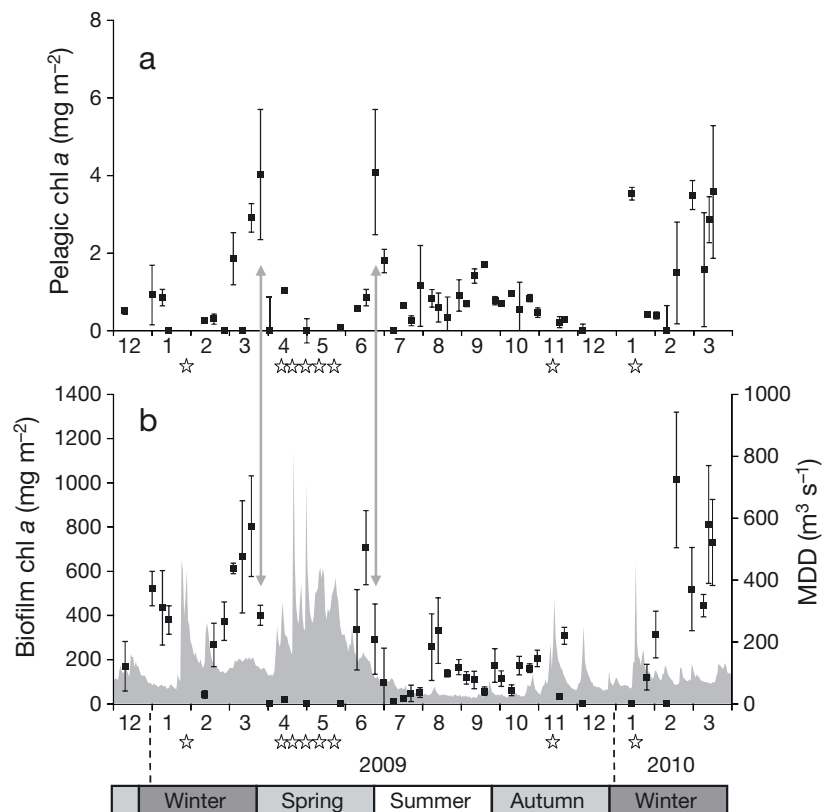 8
a
6
4
2
0
Pelagic chl a (mg m−2)
12 1 2 3 4 5 6 7 8 9 10 11 12 1 2 3
☆ ☆☆☆☆☆ ☆ ☆
1400 1000
b
1200
1000 800
800 600
600 400
400
200 200
0 0
Biofilm chl a (mg m−2)
MDD (m3 s−1)
12 1 2 3 4 5 6 7 8 9 10 11 12 1 2 3
☆ ☆☆☆☆☆ ☆ ☆
2009 2010
Winter Spring Summer Autumn Winter